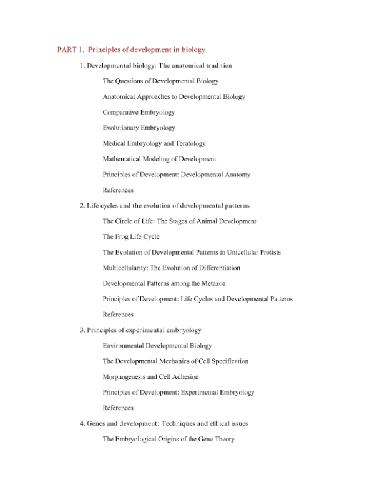 PART 1. Principles of development in biology
1. Developmental biology: The anatomical tradition
The Questions of Developmental Biology
Anatomical Approaches to Developmental Biology
Comparative Embryology
Evolutionary Embryology
Medical Embryology and Teratology
Mathematical Modeling of Development
Principles of Development: Developmental Anatomy
References
2. Life cycles and the evolution of developmental patterns
The Circle of Life: The Stages of Animal Development
The Frog Life Cycle
The Evolution of Developmental Patterns in Unicellular Protists
Multicellularity: The Evolution of Differentiation
Developmental Patterns among the Metazoa
Principles of Development: Life Cycles and Developmental Patterns
References
3. Principles of experimental embryology
Environmental Developmental Biology
The Developmental Mechanics of Cell Specification
Morphogenesis and Cell Adhesion
Principles of Development: Experimental Embryology
References
4. Genes and development: Techniques and ethical issues
The Embryological Origins of the Gene Theory